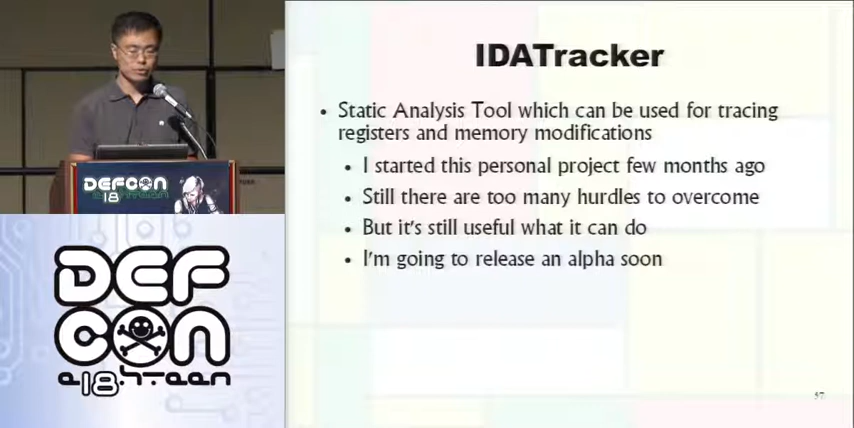 IDATracker
• Static Analysis Tool which can be used for tracing
registers and memory modifications
• I started this personal project few months ago
• Still there are too many hurdles to overcome
• But it's still useful what it can do
• I'm going to release an alpha soon
57
DEFCON
18
DEF
CON
e18hteen